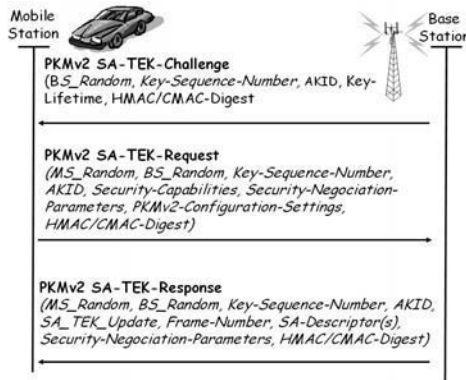 Mobile
Station
Base
Station
PKMv2 SA-TEK-Challenge
(BS_Random, Key-Sequence-Number, AKID, Key-
Lifetime, HMAC/CMAC-Digest
PKMv2 SA-TEK-Request
(MS_Random, BS_Random, Key-Sequence-Number,
AKID, Security-Capabilities, Security-Negociation-
Parameters, PKMv2-Configuration-Settings,
HMAC/CMAC-Digest)
PKMv2 SA-TEK-Response
(MS_Random, BS_Random, Key-Sequence-Number, AKID,
SA_TEK_Update, Frame-Number, SA-Descriptor(s),
Security-Negociation-Parameters, HMAC/CMAC-Digest)